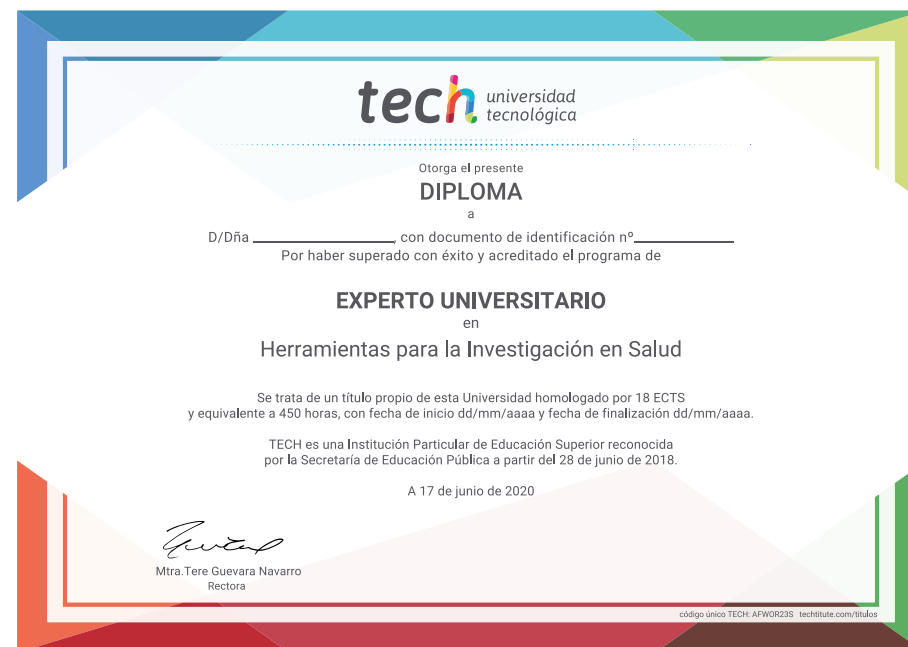 tech universidad
tecnológica
Otorga el presente
DIPLOMA
a
D/Dña ____________________, con documento de identificación nº______________
Por haber superado con éxito y acreditado el programa de
EXPERTO UNIVERSITARIO
en
Herramientas para la Investigación en Salud
Se trata de un título propio de esta Universidad homologado por 18 ECTS
y equivalente a 450 horas, con fecha de inicio dd/mm/aaaa y fecha de finalización dd/mm/aaaa.
TECH es una Institución Particular de Educación Superior reconocida
por la Secretaría de Educación Pública a partir del 28 de junio de 2018.
A 17 de junio de 2020
Mtra.Tere Guevara Navarro
Rectora
código único TECH: AFWOR23S techtitute.com/titulos